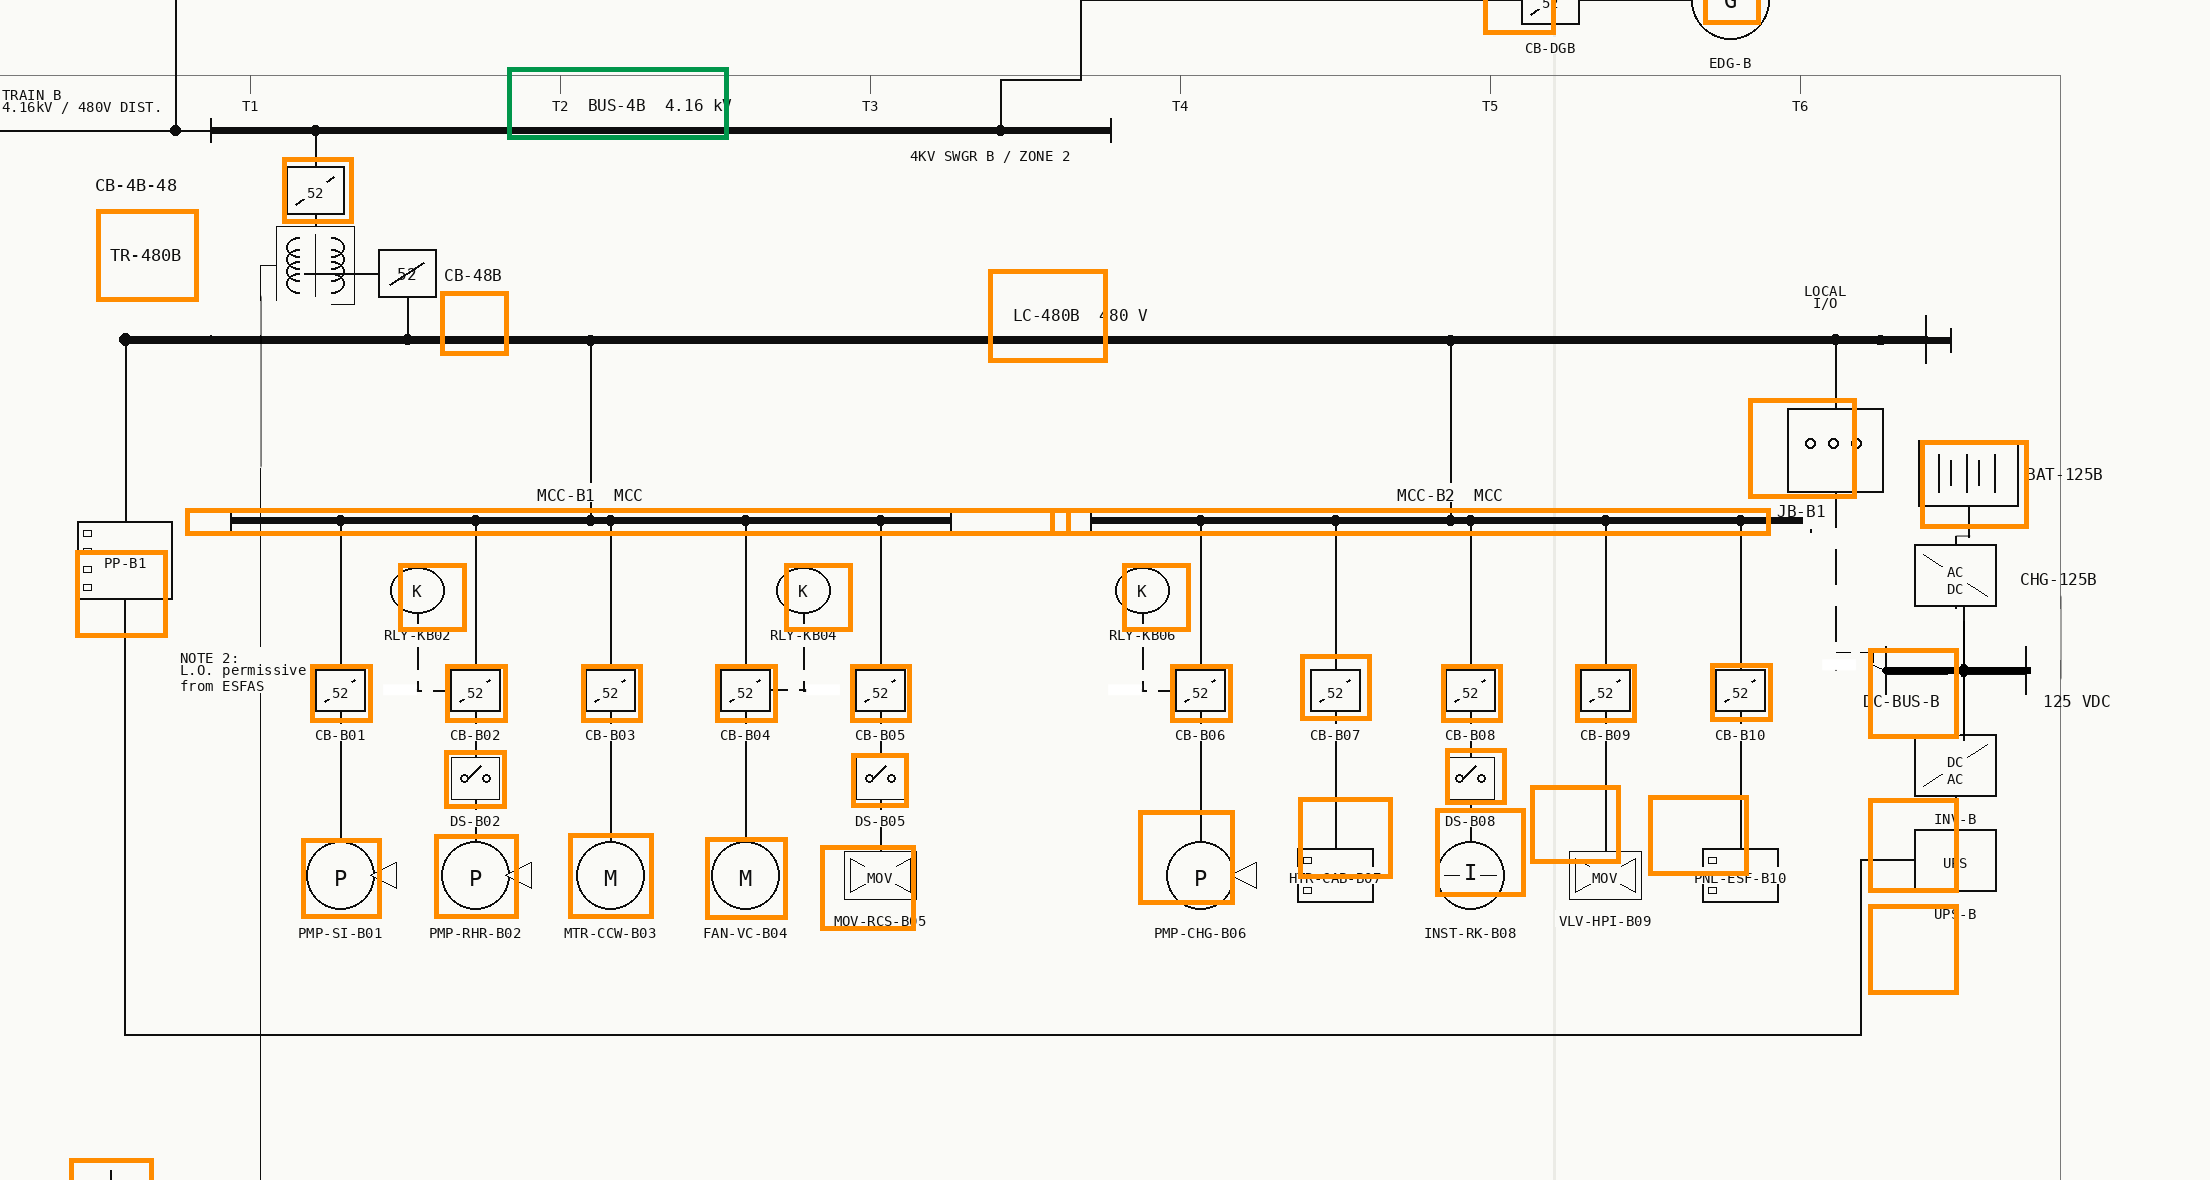 52
G
CB-DGB
EDG-B
TRAIN B
4.16kV / 480V DIST.
T1
T2
BUS-4B  4.16 kV
T3
T4
T5
T6
4KV SWGR B / ZONE 2
CB-4B-48
52
TR-480B
52
CB-48B
LC-480B  480 V
LOCAL
I/O
BAT-125B
MCC-B1  MCC
MCC-B2  MCC
JB-B1
PP-B1
K
K
K
AC
DC
CHG-125B
RLY-KB02
RLY-KB04
RLY-KB06
NOTE 2:
L.O. permissive
from ESFAS
52
52
52
52
52
52
52
52
52
52
DC-BUS-B
125 VDC
CB-B01
CB-B02
CB-B03
CB-B04
CB-B05
CB-B06
CB-B07
CB-B08
CB-B09
CB-B10
DC
AC
DS-B02
DS-B05
DS-B08
INV-B
UPS
P
P
M
M
MOV
P
HTR-CAB-B07
I
MOV
PNL-ESF-B10
UPS-B
MOV-RCS-B05
VLV-HPI-B09
PMP-SI-B01
PMP-RHR-B02
MTR-CCW-B03
FAN-VC-B04
PMP-CHG-B06
INST-RK-B08